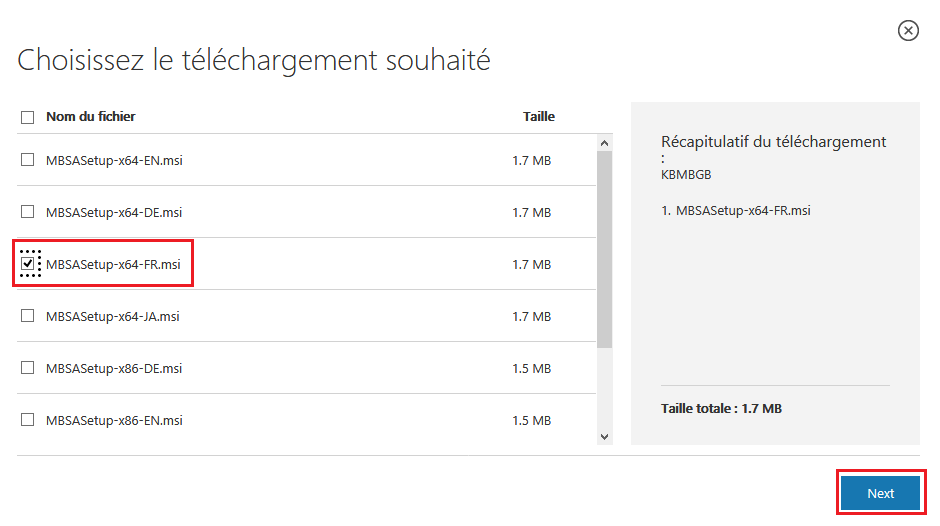 Choisissez le téléchargement souhaité
Nom du fichier Taille
MBSASetup-x64-EN.msi 1.7 MB
MBSASetup-x64-DE.msi 1.7 MB
MBSASetup-x64-FR.msi 1.7 MB
MBSASetup-x64-JA.msi 1.7 MB
MBSASetup-x86-DE.msi 1.5 MB
MBSASetup-x86-EN.msi 1.5 MB
Récapitulatif du téléchargement
:
KBMBGB
1. MBSASetup-x64-FR.msi
Taille totale : 1.7 MB
Next